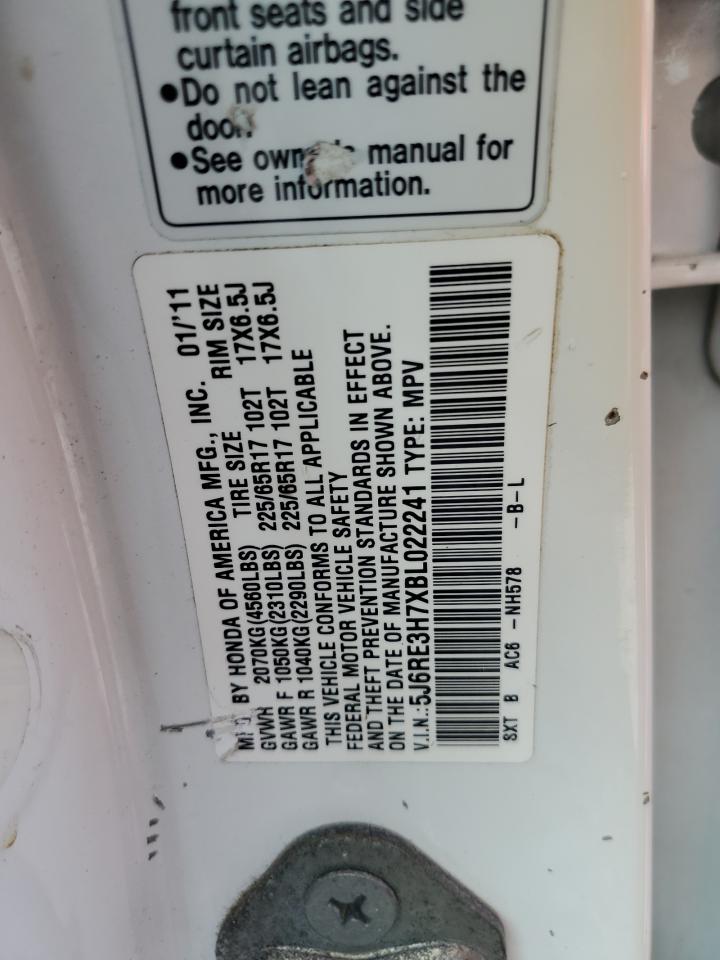 front seats and side
curtain airbags.
●Do not lean against the
door.
●See owner's manual for
more information.
MFD. BY HONDA OF AMERICA MFG., INC. 01/'11
GVWR 2070KG(4560LBS) TIRE SIZE RIM SIZE
GAWR F 1050KG(2310LBS) 225/65R17 102T 17X6.5J
GAWR R 1040KG(2290LBS) 225/65R17 102T 17X6.5J
THIS VEHICLE CONFORMS TO ALL APPLICABLE
FEDERAL MOTOR VEHICLE SAFETY
AND THEFT PREVENTION STANDARDS IN EFFECT
ON THE DATE OF MANUFACTURE SHOWN ABOVE.
V.I.N.:5J6RE3H7XBL022241 TYPE: MPV
SXT B AC6 -NH578 -B-L